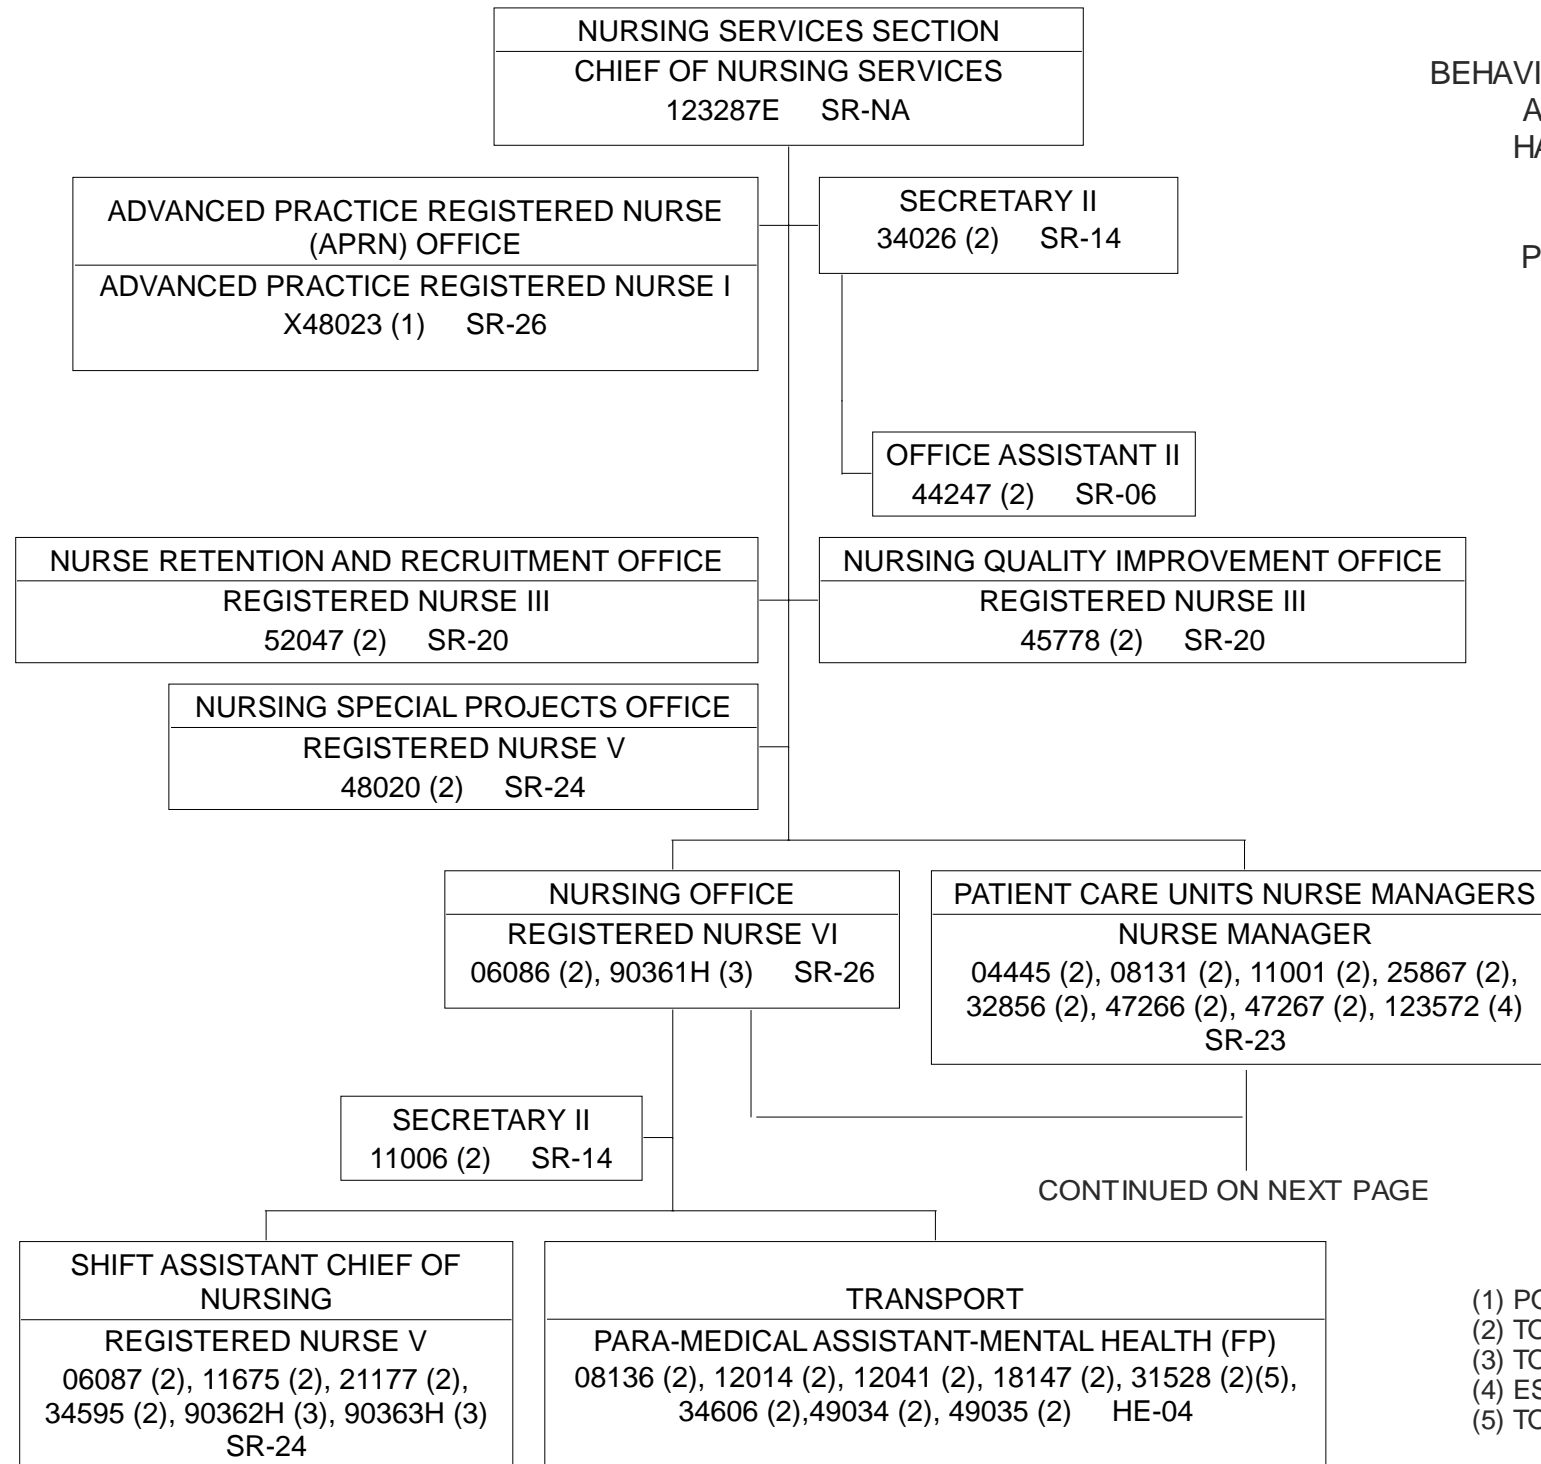 NURSING SERVICES SECTION
CHIEF OF NURSING SERVICES
123287E SR-NA
ADVANCED PRACTICE REGISTERED NURSE
(APRN) OFFICE
ADVANCED PRACTICE REGISTERED NURSE I
X48023 (1) SR-26
SECRETARY II
34026 (2) SR-14
OFFICE ASSISTANT II
44247 (2) SR-06
NURSE RETENTION AND RECRUITMENT OFFICE
REGISTERED NURSE III
52047 (2) SR-20
NURSING QUALITY IMPROVEMENT OFFICE
REGISTERED NURSE III
45778 (2) SR-20
NURSING SPECIAL PROJECTS OFFICE
REGISTERED NURSE V
48020 (2) SR-24
NURSING OFFICE
REGISTERED NURSE VI
06086 (2), 90361H (3) SR-26
PATIENT CARE UNITS NURSE MANAGERS
NURSE MANAGER
04445 (2), 08131 (2), 11001 (2), 25867 (2),
32856 (2), 47266 (2), 47267 (2), 123572 (4)
SR-23
SECRETARY II
11006 (2) SR-14
CONTINUED ON NEXT PAGE
SHIFT ASSISTANT CHIEF OF
NURSING
REGISTERED NURSE V
06087 (2), 11675 (2), 21177 (2),
34595 (2), 90362H (3), 90363H (3)
SR-24
TRANSPORT
PARA-MEDICAL ASSISTANT-MENTAL HEALTH (FP)
08136 (2), 12014 (2), 12041 (2), 18147 (2), 31528 (2)(5),
34606 (2),49034 (2), 49035 (2) HE-04
(1)
(2)
(3)
(4)
(5)